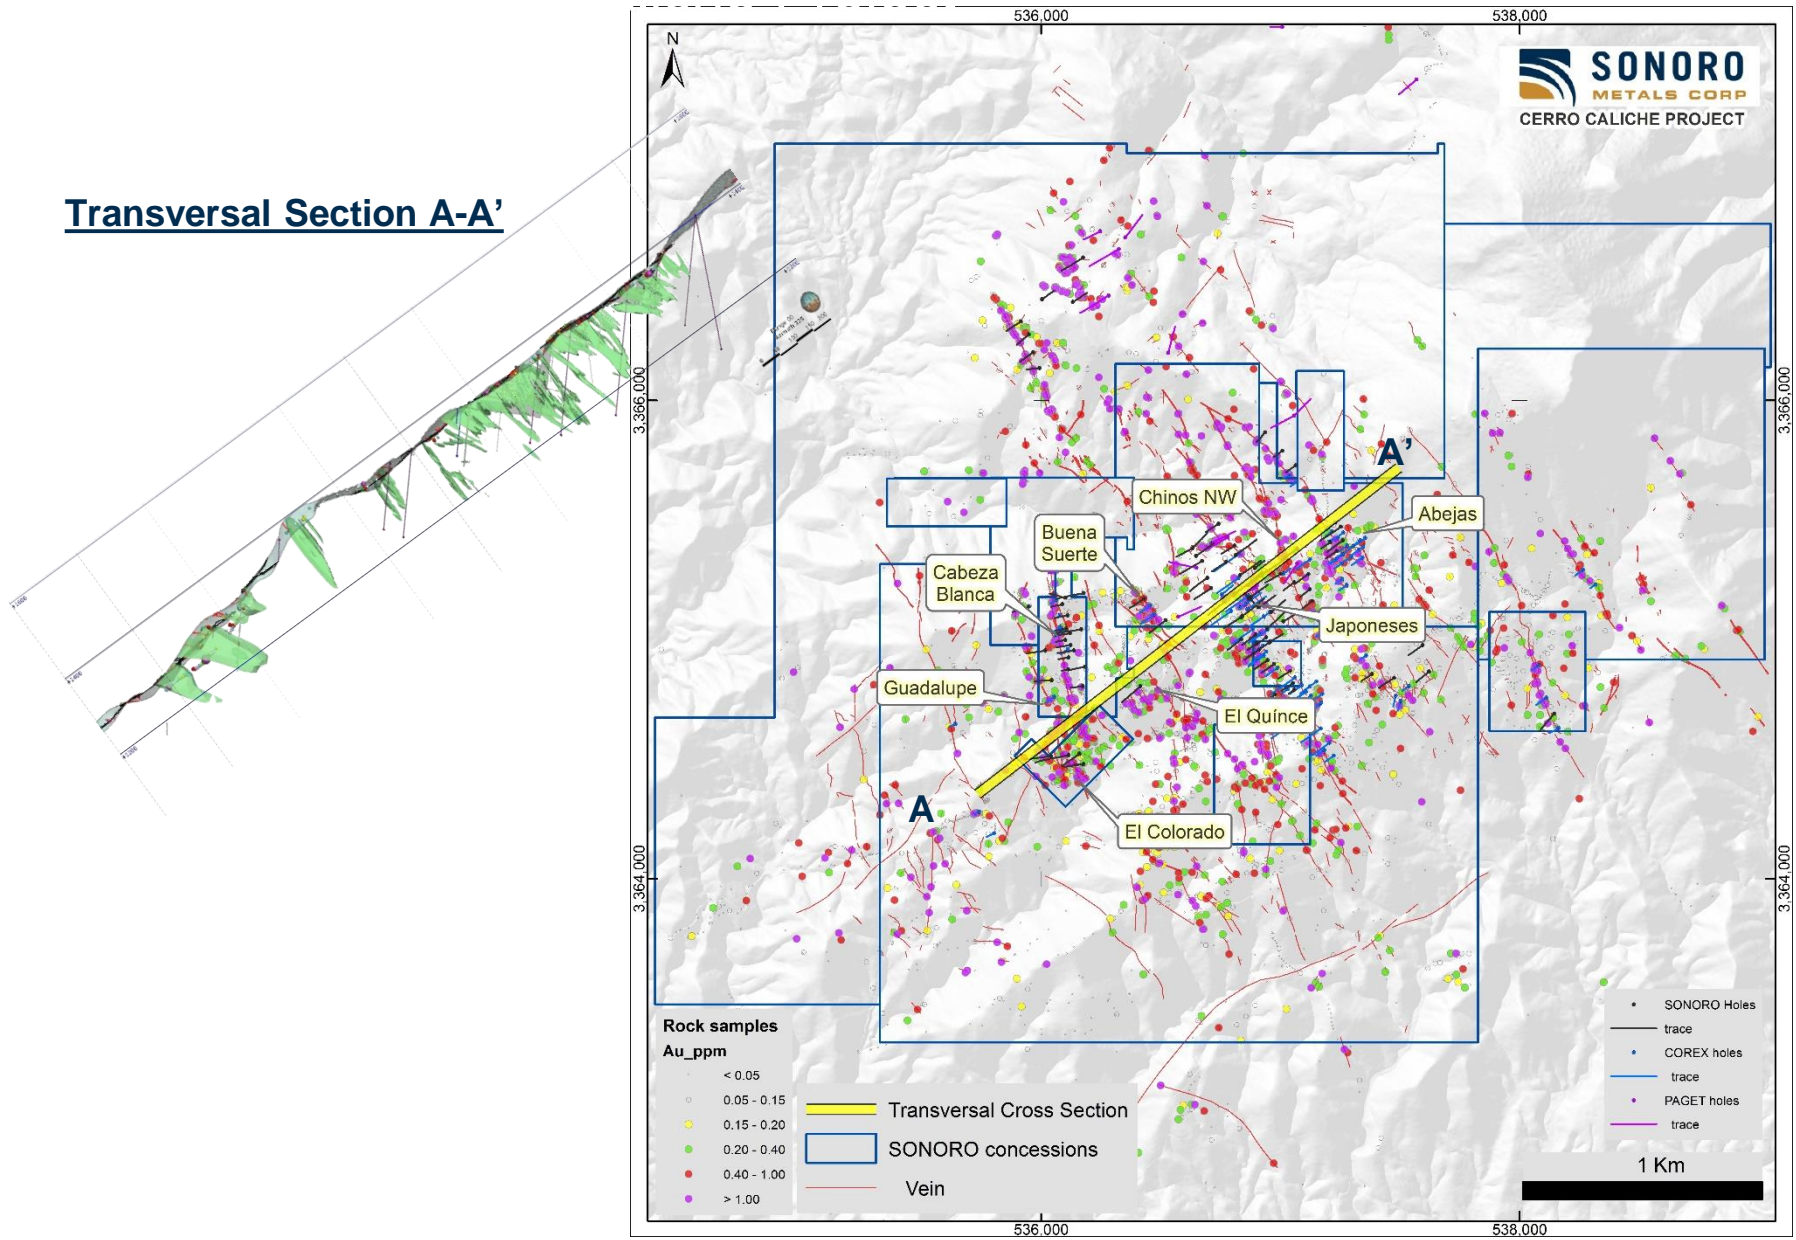 Transversal Section A-A’
536,000
538,000
N
SONORO
METALS CORP
CERRO CALICHE PROJECT
3,366,000
3,366,000
A’
Chinos NW
Abejas
Buena
Suerte
Cabeza
Blanca
Japoneses
Guadalupe
El Quínce
A
El Colorado
3,364,000
3,364,000
Rock samples
Au_ppm
< 0.05
0.05 - 0.15
0.15 - 0.20
0.20 - 0.40
0.40 - 1.00
> 1.00
Transversal Cross Section
SONORO concessions
Vein
SONORO Holes
trace
COREX holes
trace
PAGET holes
trace
1 Km
536,000
538,000